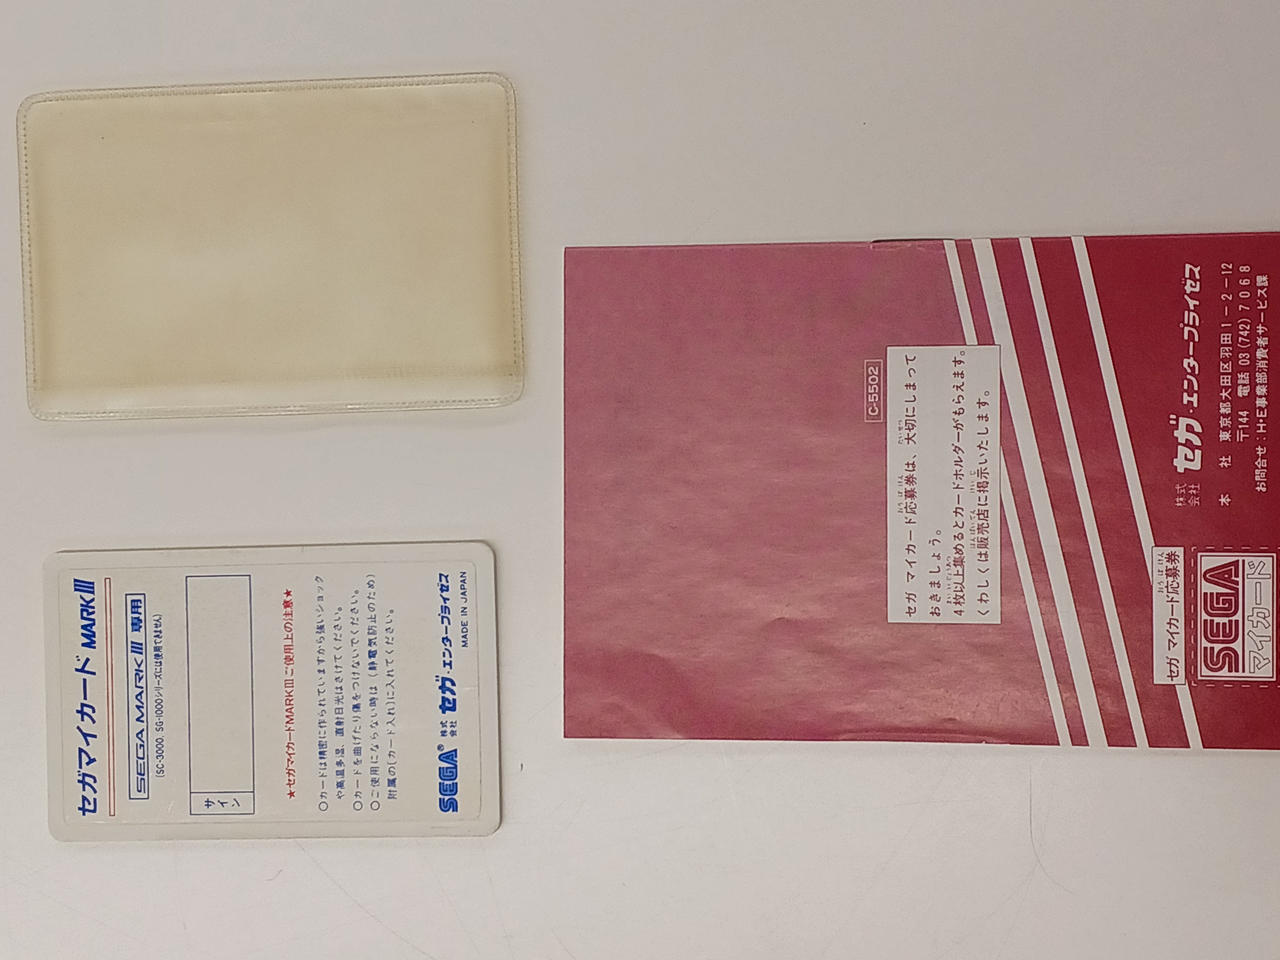 セガマイカード MARKⅢ
SEGA MARKⅢ 専用
(SC-3000, SG-1000シリーズには使用できません)
サイン
★セガマイカードMARKⅢご使用上の注意★
○カードは精密に作られていますから強いショック
や高温多湿、直射日光はさけてください。
○カードを曲げたり傷をつけないでください。
○ご使用にならない時は(静電気防止のため)
附属の(カード入れ)に入れてください。
SEGA® 株式会社 セガ・エンタープライゼス
MADE IN JAPAN
C-5502
セガ マイカード応募券は、大切にしまって
おきましょう。
4枚以上集めるとカードホルダーがもらえます。
くわしくは販売店に掲示いたします。
株式会社 セガ・エンタープライゼス
本 社 東京都大田区羽田1-2-12
〒144 電話 03(742)7068
お問合せ:H・E事業部消費者サービス課
セガ マイカード応募券
SEGA
マイカード